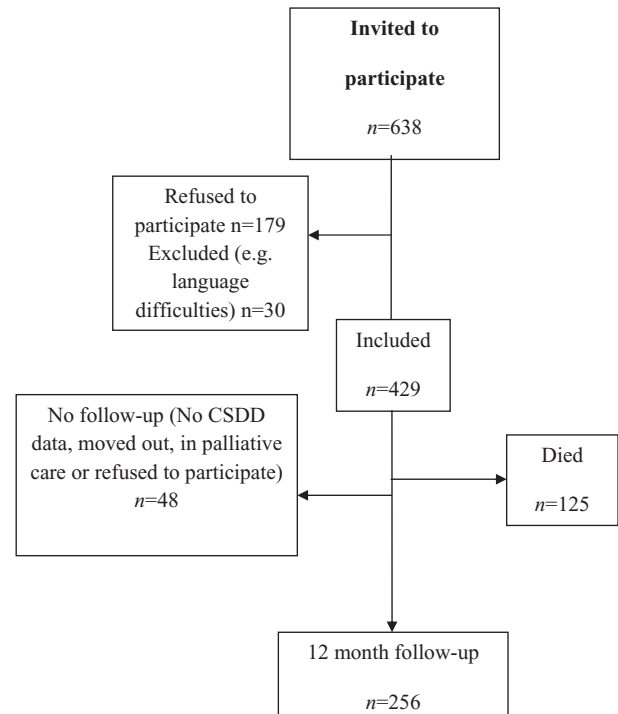 Invited to
participate
n=638
Refused to
participate n=179
Excluded (e.g.
language
difficulties) n=30
Included
n=429
No follow-up (No CSDD
data, moved out, in palliative
care or refused to participate)
n=48
Died
n=125
12 month follow-up
n=256